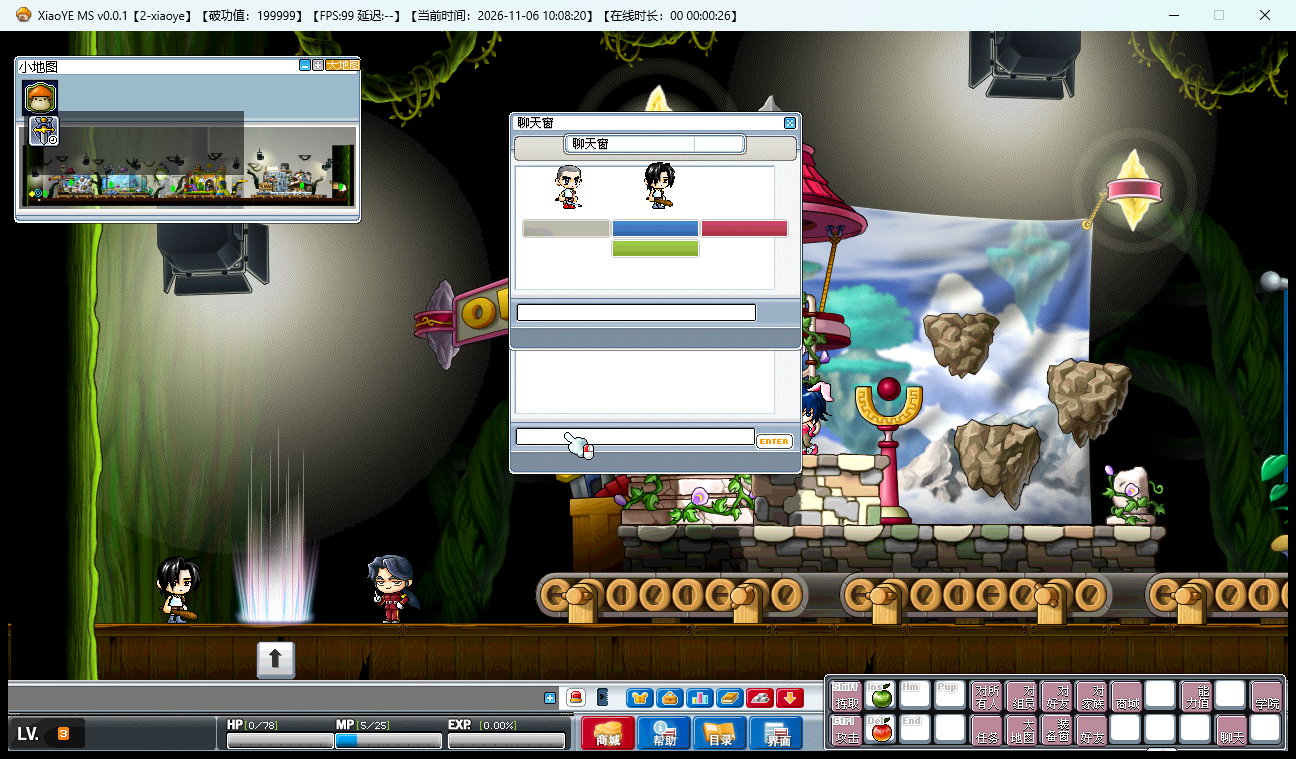 XiaoYE MS v0.0.1【2-xiaoye】【破功值：199999】【FPS:99 延迟:--】【当前时间：2026-11-06 10:08:20】【在线时长：00 00:00:26】
小地图
大地图
聊天窗
聊天窗
ENTER
LV. 3
HP[0/78]
MP[5/25]
EXP. [0.00%]
商城
帮助
目录
界面
Shift 拣取
Ins
Hm
Pup
对所有人
对组员
对好友
对家族
商城
能力值
学院
Ctrl 攻击
Del
End
任务
大地图
装备窗
好友
聊天